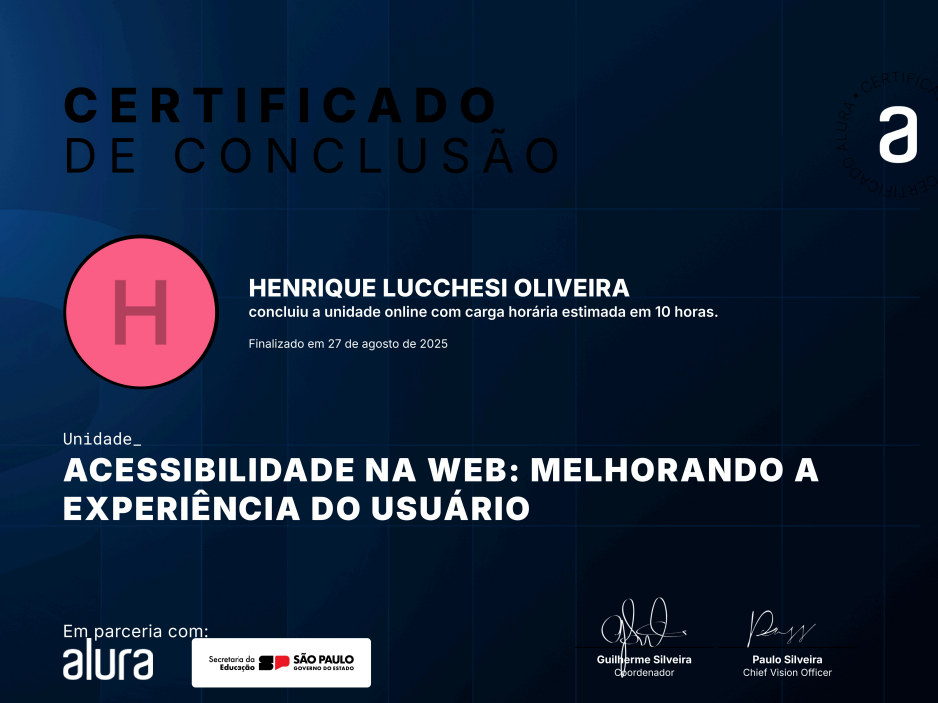 CERTIFICADO
DE CONCLUSÃO
CERTIFICADO ALURA • CERTIFICA
a
H
HENRIQUE LUCCHESI OLIVEIRA
concluiu a unidade online com carga horária estimada em 10 horas.
Finalizado em 27 de agosto de 2025
Unidade_
ACESSIBILIDADE NA WEB: MELHORANDO A
EXPERIÊNCIA DO USUÁRIO
Em parceria com:
alura
Secretaria da
Educação
SP
SÃO PAULO
GOVERNO DO ESTADO
Guilherme Silveira
Coordenador
Paulo Silveira
Chief Vision Officer